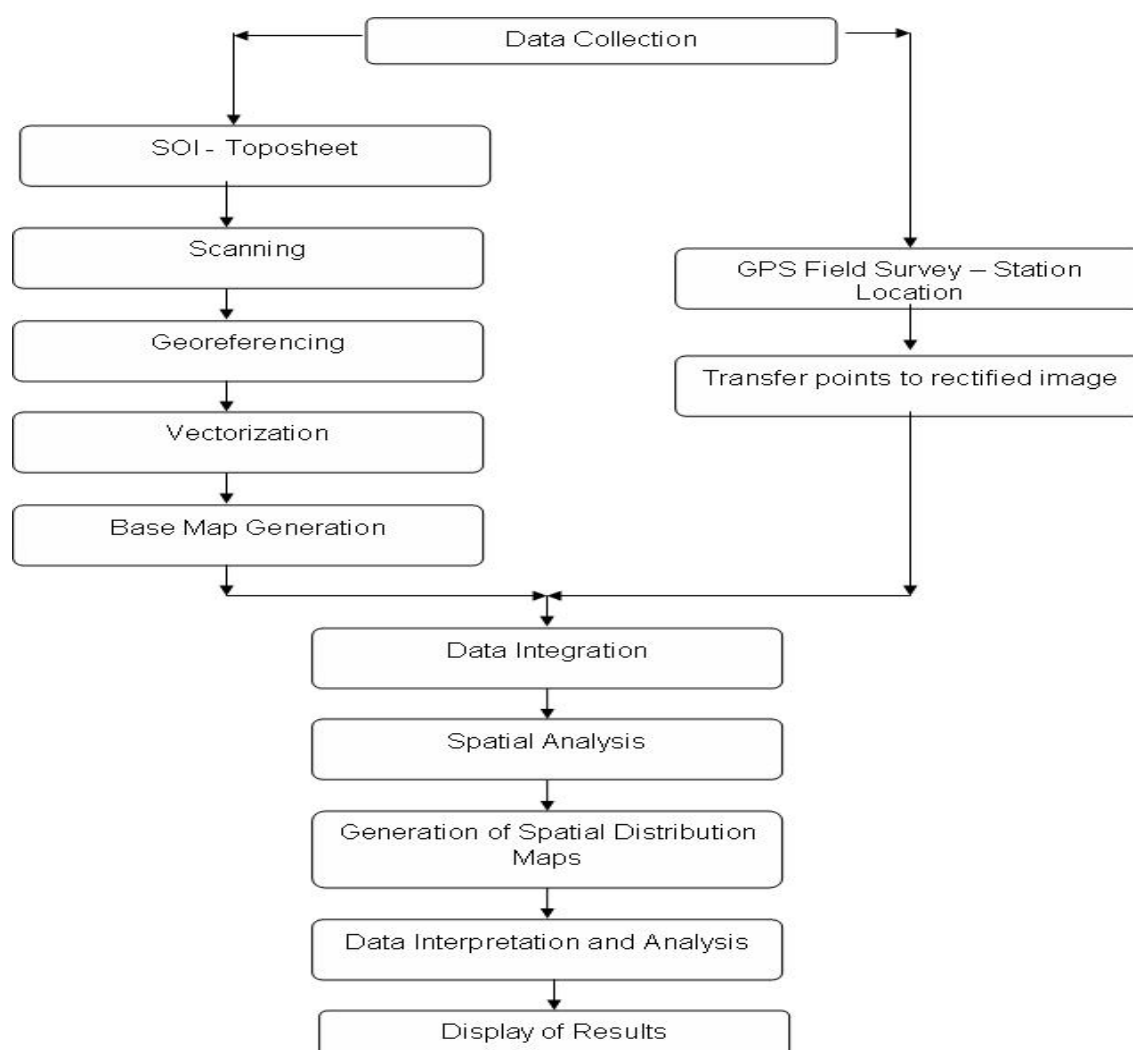 Data Collection
SOI - Toposheet
Scanning
Georeferencing
Vectorization
Base Map Generation
GPS Field Survey – Station
Location
Transfer points to rectified image
Data Integration
Spatial Analysis
Generation of Spatial Distribution
Maps
Data Interpretation and Analysis
Display of Results